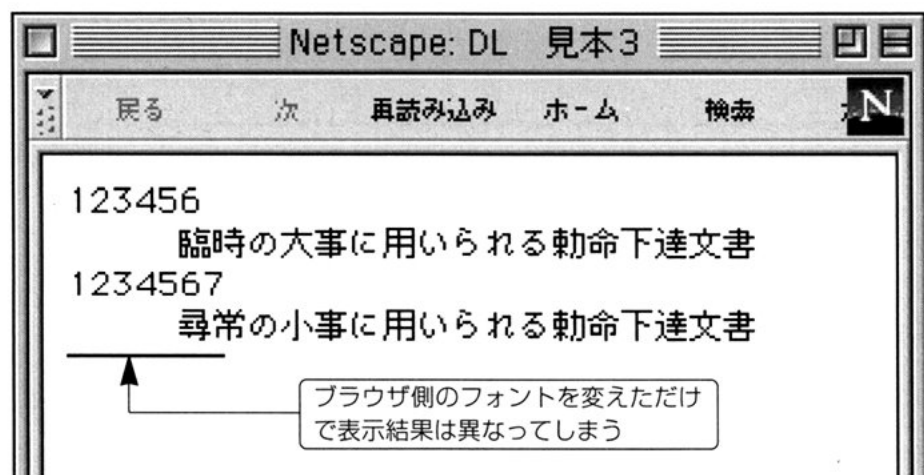 Netscape: DL 見本3
戻る 次 再読み込み ホーム 検索 N
123456
臨時の大事に用いられる勅命下達文書
1234567
尋常の小事に用いられる勅命下達文書
ブラウザ側のフォントを変えただけ
で表示結果は異なってしまう